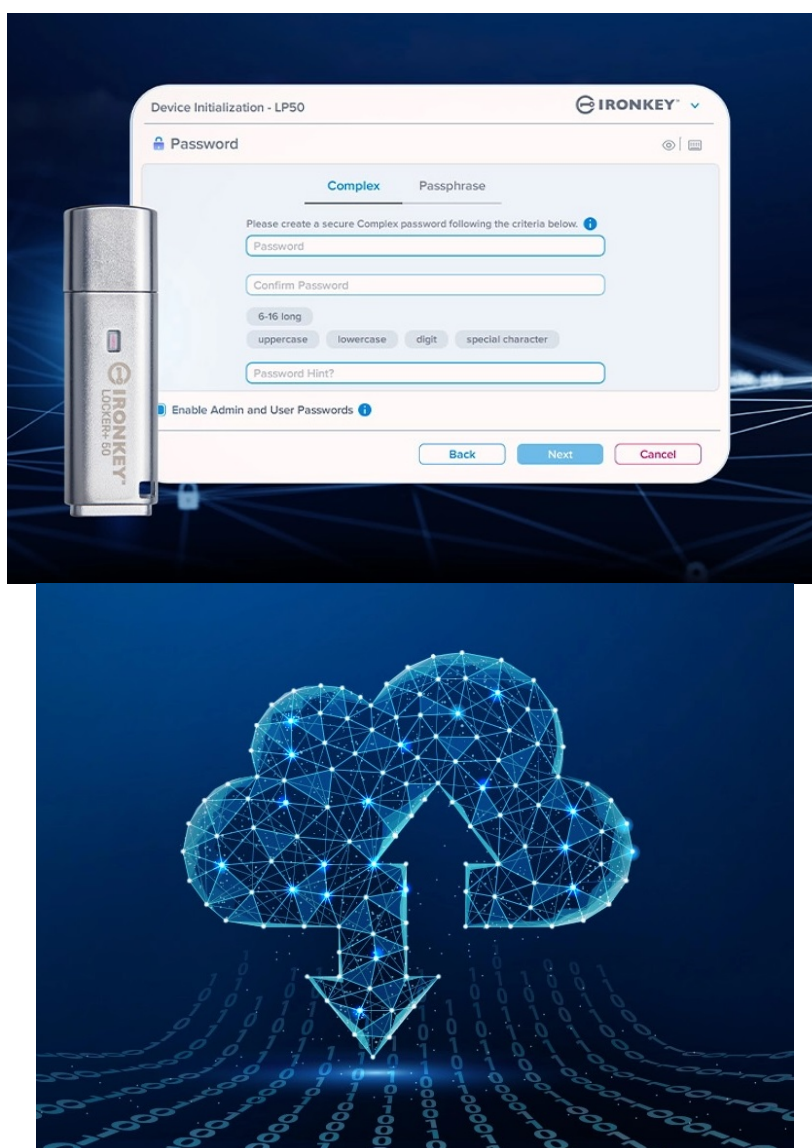 Device Initialization - LP50
IRONKEY
Password
Complex Passphrase
Please create a secure Complex password following the criteria below.
Password
Confirm Password
6-16 long
uppercase lowercase digit special character
Password Hint?
Enable Admin and User Passwords
Back Next Cancel
IRONKEY
LOCKER+ 50